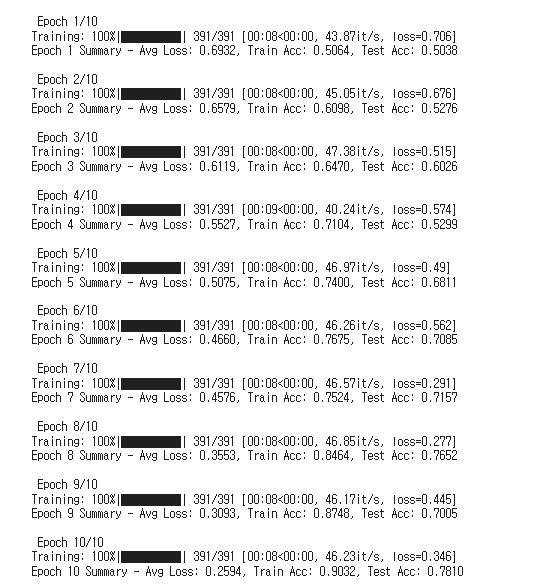 Epoch 1/10
Training: 100%|██████████| 391/391 [00:08<00:00, 43.87it/s, loss=0.706]
Epoch 1 Summary - Avg Loss: 0.6932, Train Acc: 0.5064, Test Acc: 0.5038
Epoch 2/10
Training: 100%|██████████| 391/391 [00:08<00:00, 45.05it/s, loss=0.676]
Epoch 2 Summary - Avg Loss: 0.6579, Train Acc: 0.6098, Test Acc: 0.5276
Epoch 3/10
Training: 100%|██████████| 391/391 [00:08<00:00, 47.38it/s, loss=0.515]
Epoch 3 Summary - Avg Loss: 0.6119, Train Acc: 0.6470, Test Acc: 0.6026
Epoch 4/10
Training: 100%|██████████| 391/391 [00:09<00:00, 40.24it/s, loss=0.574]
Epoch 4 Summary - Avg Loss: 0.5527, Train Acc: 0.7104, Test Acc: 0.5299
Epoch 5/10
Training: 100%|██████████| 391/391 [00:08<00:00, 46.97it/s, loss=0.49]
Epoch 5 Summary - Avg Loss: 0.5075, Train Acc: 0.7400, Test Acc: 0.6811
Epoch 6/10
Training: 100%|██████████| 391/391 [00:08<00:00, 46.26it/s, loss=0.562]
Epoch 6 Summary - Avg Loss: 0.4660, Train Acc: 0.7675, Test Acc: 0.7085
Epoch 7/10
Training: 100%|██████████| 391/391 [00:08<00:00, 46.57it/s, loss=0.291]
Epoch 7 Summary - Avg Loss: 0.4576, Train Acc: 0.7524, Test Acc: 0.7157
Epoch 8/10
Training: 100%|██████████| 391/391 [00:08<00:00, 46.85it/s, loss=0.277]
Epoch 8 Summary - Avg Loss: 0.3553, Train Acc: 0.8464, Test Acc: 0.7652
Epoch 9/10
Training: 100%|██████████| 391/391 [00:08<00:00, 46.17it/s, loss=0.445]
Epoch 9 Summary - Avg Loss: 0.3093, Train Acc: 0.8748, Test Acc: 0.7005
Epoch 10/10
Training: 100%|██████████| 391/391 [00:08<00:00, 46.23it/s, loss=0.346]
Epoch 10 Summary - Avg Loss: 0.2594, Train Acc: 0.9032, Test Acc: 0.7810